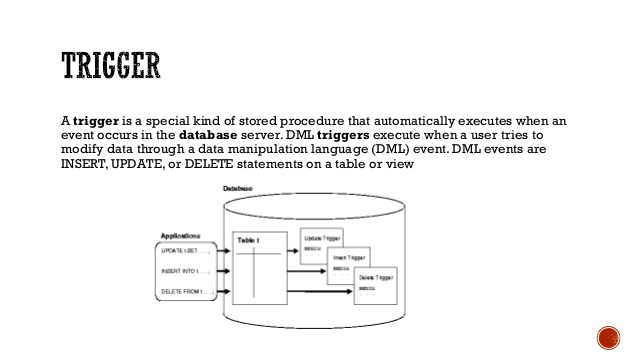 TRIGGER
A trigger is a special kind of stored procedure that automatically executes when an
event occurs in the database server. DML triggers execute when a user tries to
modify data through a data manipulation language (DML) event. DML events are
INSERT, UPDATE, or DELETE statements on a table or view
Database
Applications
UPDATE t SET . . . ;
INSERT INTO t . . . ;
DELETE FROM t . . . ;
Table t
Update Trigger
BEGIN
. . .
Insert Trigger
BEGIN
. . .
Delete Trigger
BEGIN
. . .